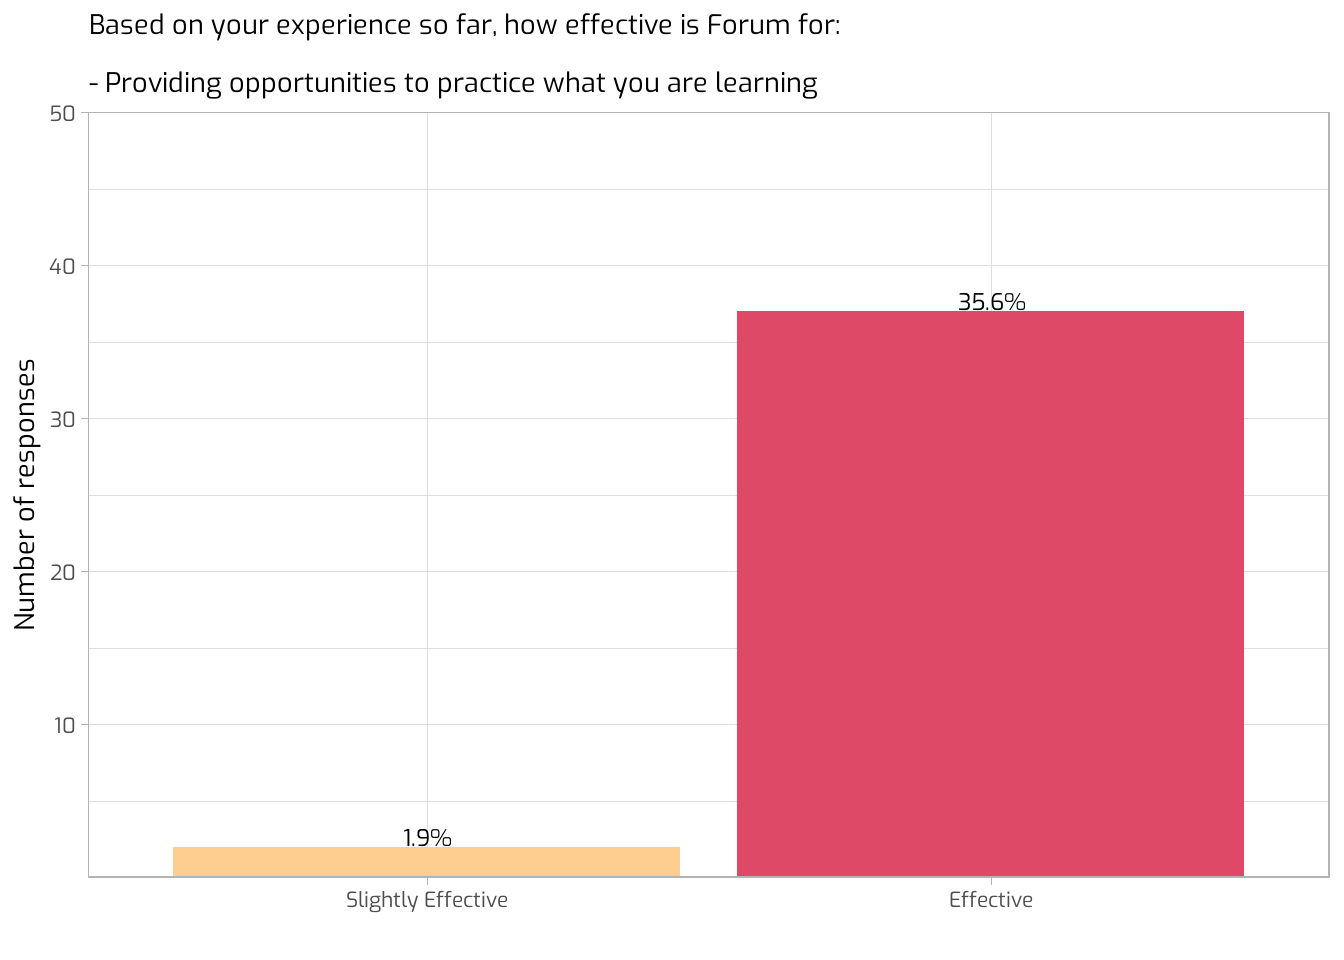 Based on your experience so far, how effective is Forum for:
- Providing opportunities to practice what you are learning
50
40
30
20
10
Number of responses
35.6%
1.9%
Slightly Effective
Effective